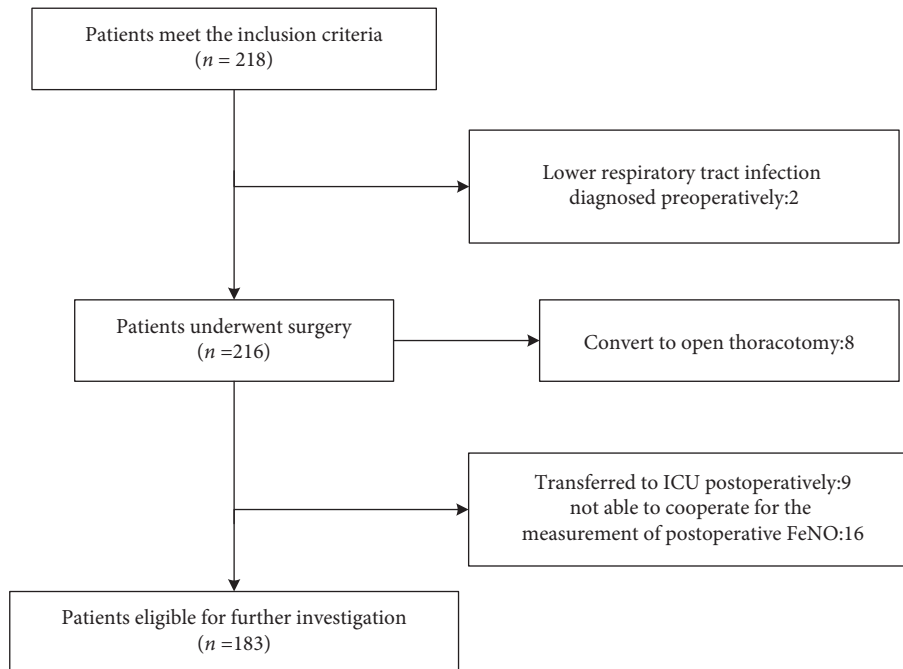 Patients meet the inclusion criteria
(n = 218)
Lower respiratory tract infection
diagnosed preoperatively:2
Patients underwent surgery
(n =216)
Convert to open thoracotomy:8
Transferred to ICU postoperatively:9
not able to cooperate for the
measurement of postoperative FeNO:16
Patients eligible for further investigation
(n =183)